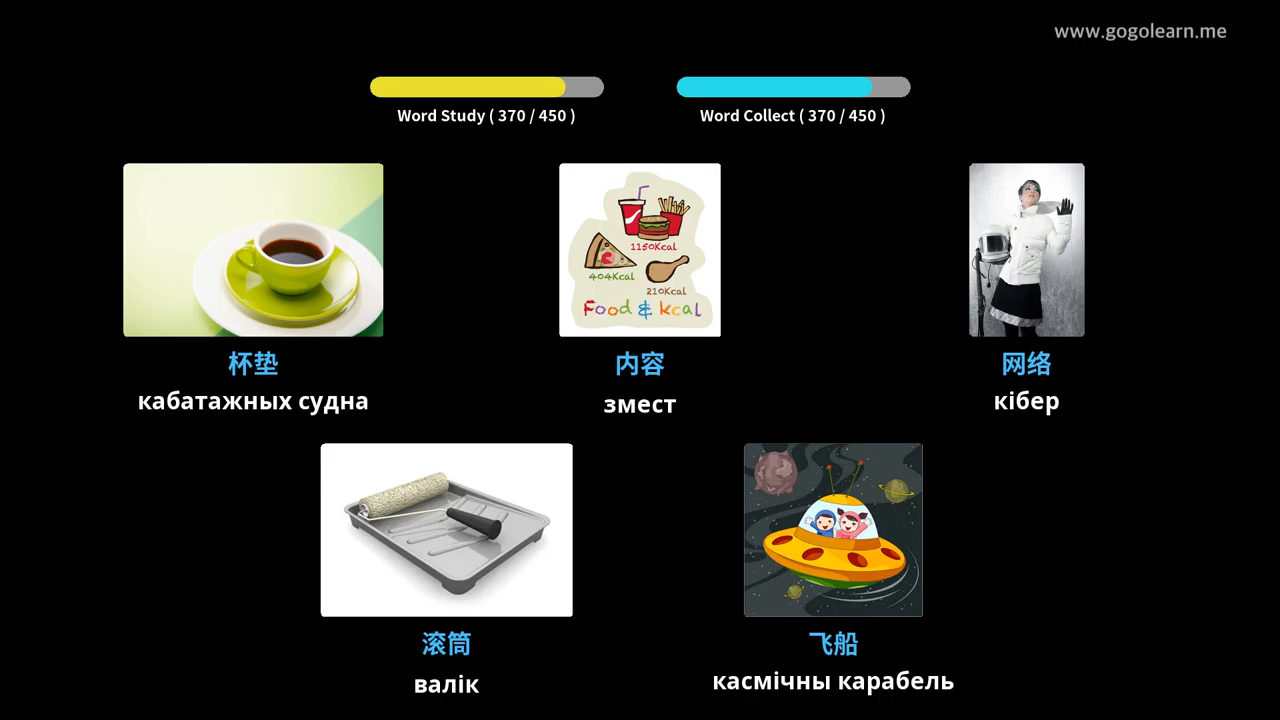 www.gogolearn.me
Word Study ( 370 / 450 )
Word Collect ( 370 / 450 )
1150Kcal
404Kcal
210Kcal
Food & kcal
杯垫
кабатажных судна
内容
змест
网络
кібер
滚筒
валік
飞船
касмічны карабель